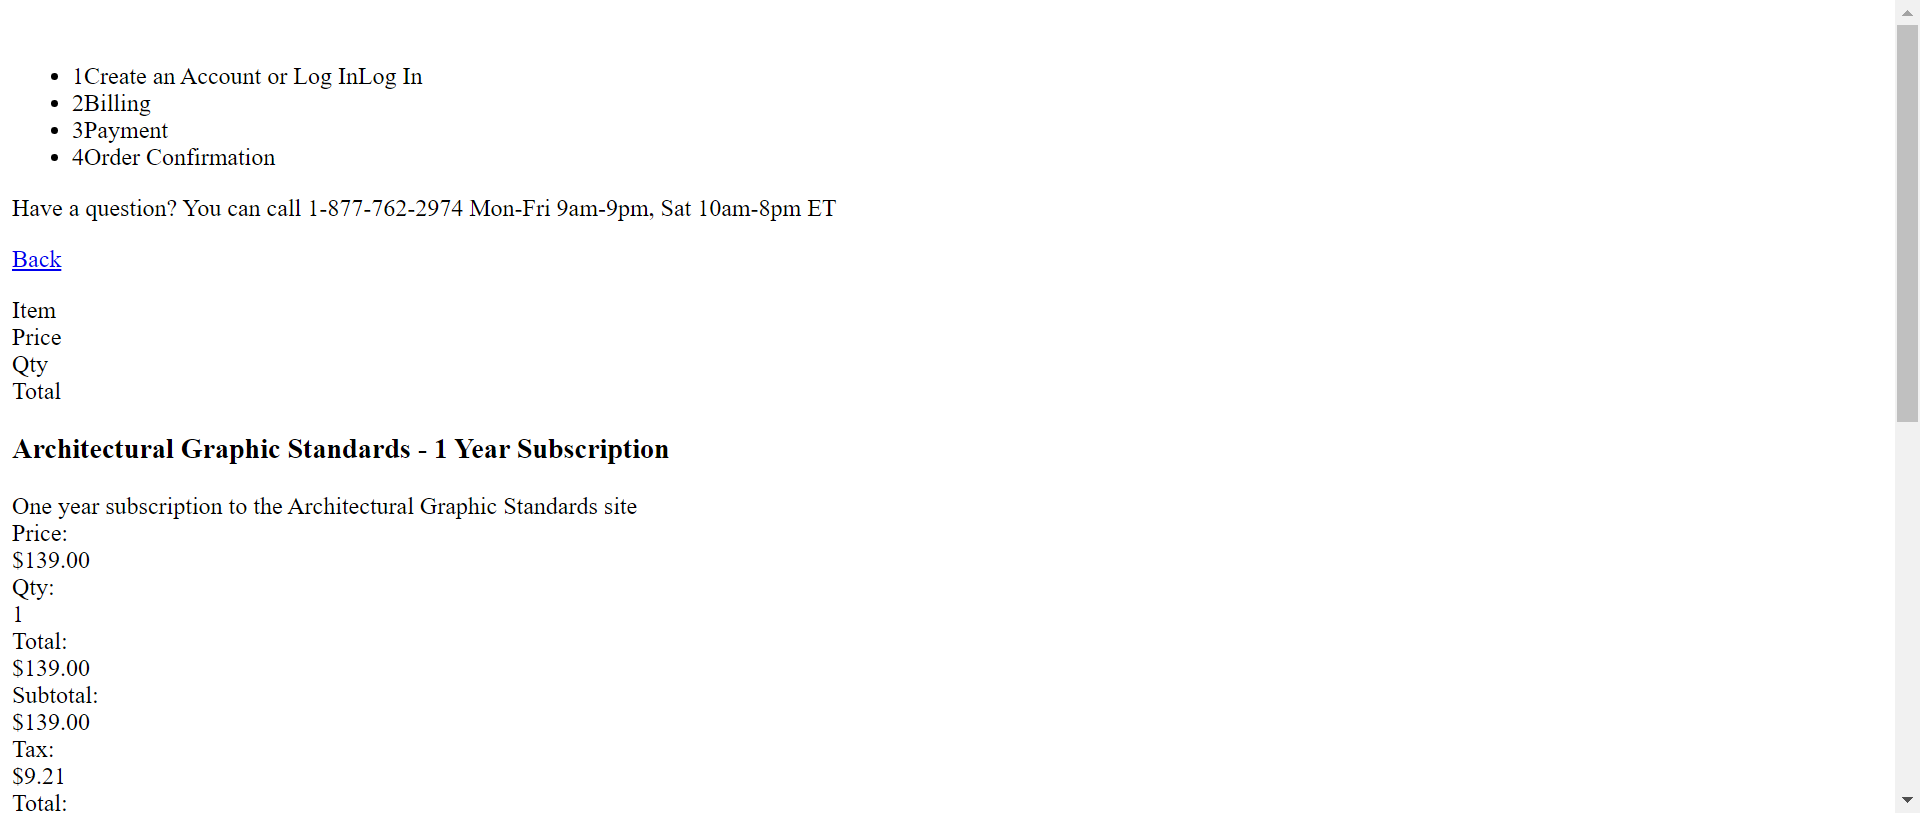 1Create an Account or Log InLog In
2Billing
3Payment
4Order Confirmation
Have a question? You can call 1-877-762-2974 Mon-Fri 9am-9pm, Sat 10am-8pm ET
Back
Item
Price
Qty
Total
Architectural Graphic Standards - 1 Year Subscription
One year subscription to the Architectural Graphic Standards site
Price:
$139.00
Qty:
1
Total:
$139.00
Subtotal:
$139.00
Tax:
$9.21
Total: